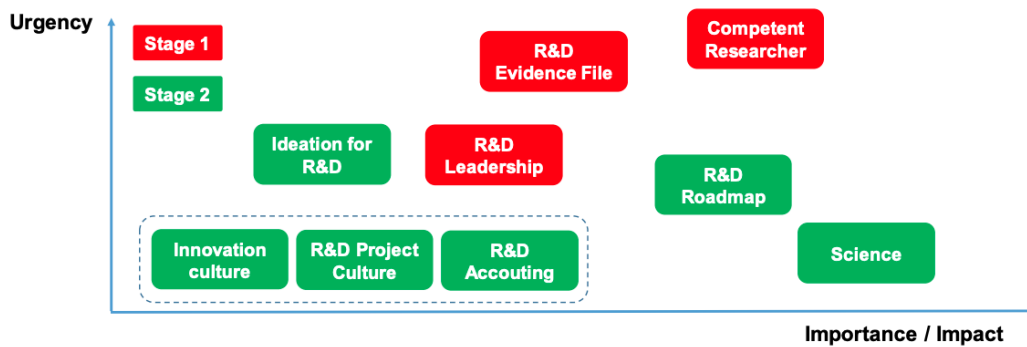 Urgency
Stage 1
Stage 2
R&D
Evidence File
Competent
Researcher
Ideation for
R&D
R&D
Leadership
R&D
Roadmap
Innovation
culture
R&D Project
Culture
R&D
Accouting
Science
Importance / Impact